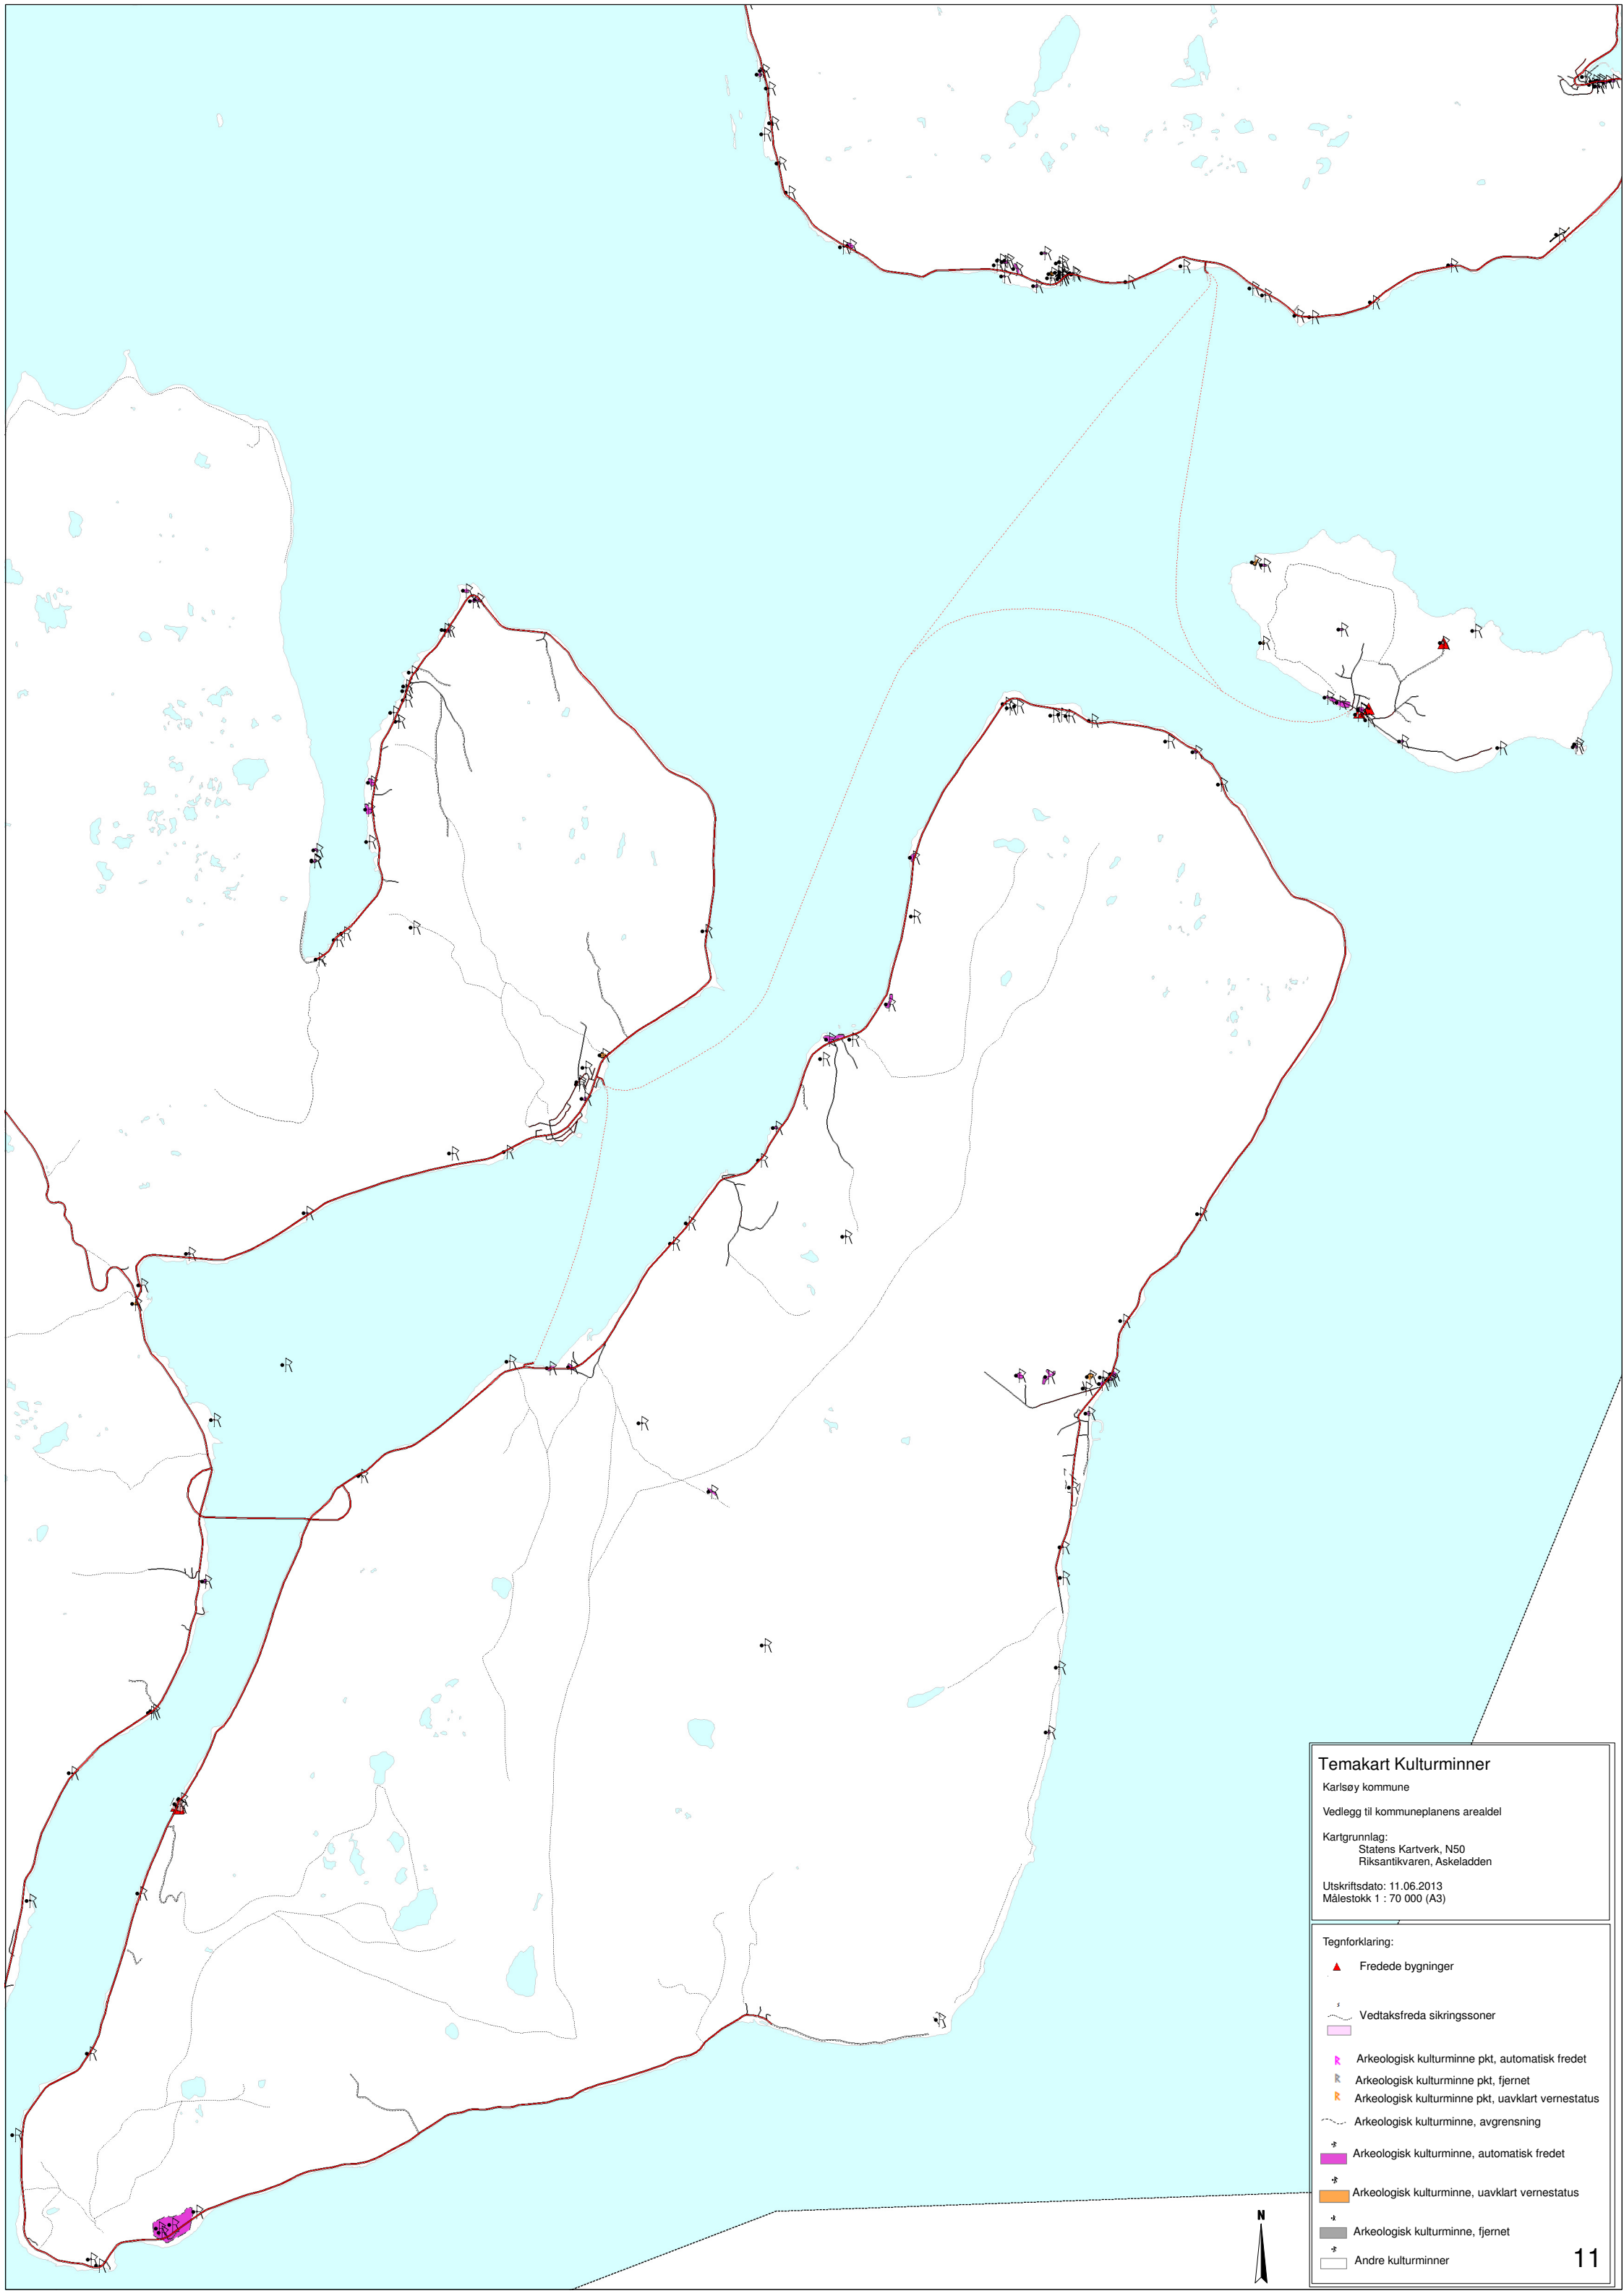 Temakart Kulturminner
Karlsøy kommune
Vedlegg til kommuneplanens arealdel
Kartgrunnlag:
Statens Kartverk, N50
Riksantikvaren, Askeladden
Utskriftsdato: 11.06.2013
Målestokk 1 : 70 000 (A3)
Tegnforklaring:
Fredede bygninger
Vedtaksfreda sikringssoner
Arkeologisk kulturminne pkt, automatisk fredet
Arkeologisk kulturminne pkt, fjernet
Arkeologisk kulturminne pkt, uavklart vernestatus
Arkeologisk kulturminne, avgrensning
Arkeologisk kulturminne, automatisk fredet
Arkeologisk kulturminne, uavklart vernestatus
Arkeologisk kulturminne, fjernet
Andre kulturminner
11
N